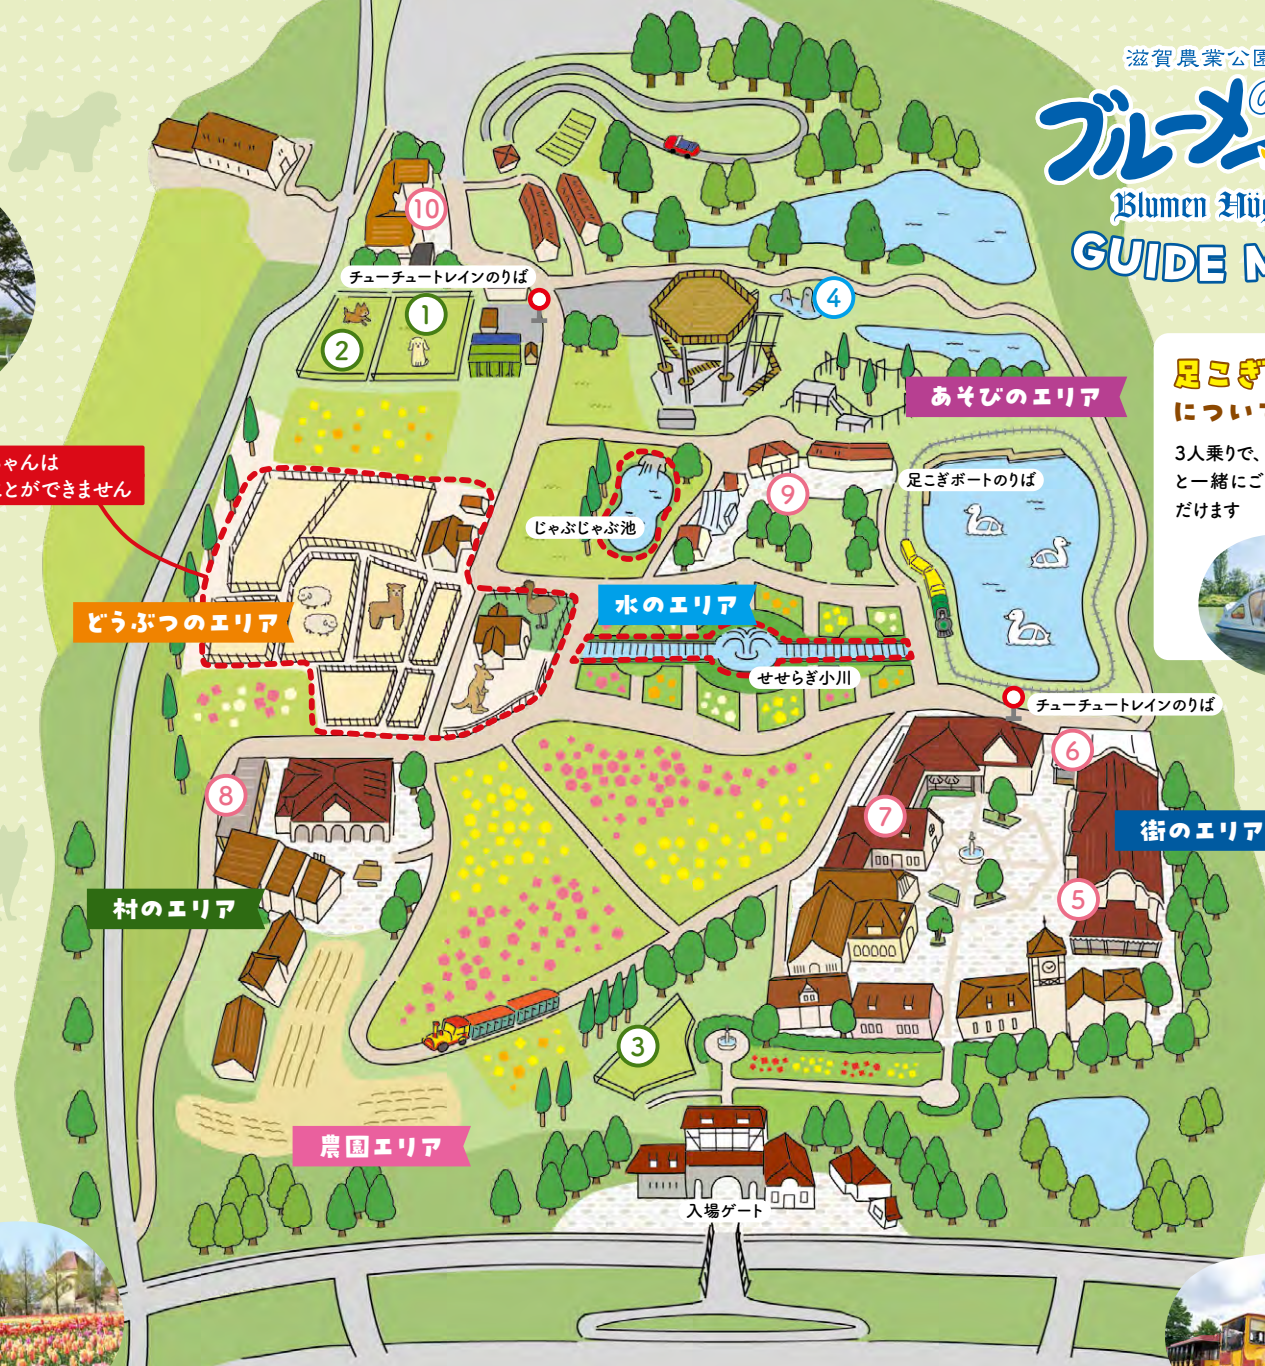 滋賀農業公園
ブルーメ
Blumen Hü
GUIDE M
10
チューチュートレインのりば
1
2
4
あそびのエリア
足こぎ
につい
3人乗りで、
と一緒にご
だけます
ゃんは
とができません
9
足こぎボートのりば
じゃぶじゃぶ池
どうぶつのエリア
水のエリア
せせらぎ小川
チューチュートレインのりば
6
8
7
街のエリア
5
村のエリア
3
農園エリア
入場ゲート